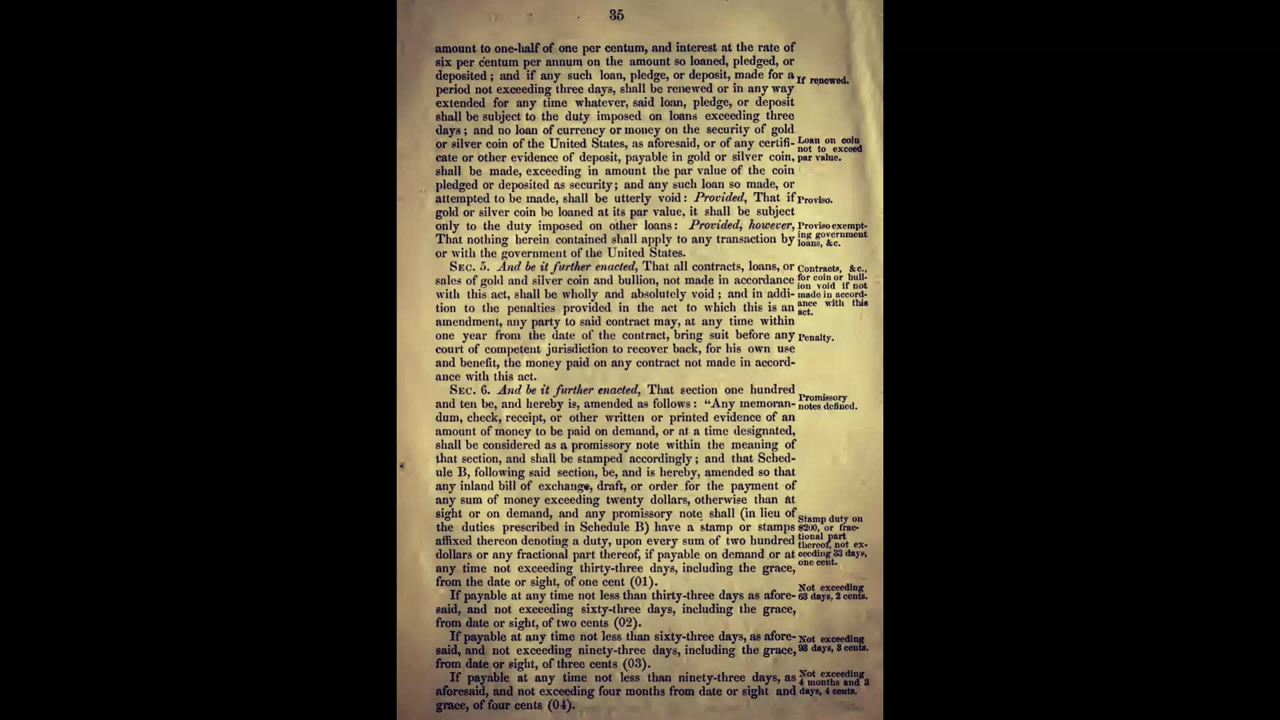 35
amount to one-half of one per centum, and interest at the rate of
six per centum per annum on the amount so loaned, pledged, or
deposited; and if any such loan, pledge, or deposit, made for a
If renewed.
period not exceeding three days, shall be renewed or in any way
extended for any time whatever, said loan, pledge, or deposit
shall be subject to the duty imposed on loans exceeding three
days; and no loan of currency or money on the security of gold
or silver coin of the United States, as aforesaid, or of any certifi-
cate or other evidence of deposit, payable in gold or silver coin,
Loan on coin
not to exceed
par value.
shall be made, exceeding in amount the par value of the coin
pledged or deposited as security; and any such loan so made, or
attempted to be made, shall be utterly void: Provided, That if
Proviso.
gold or silver coin be loaned at its par value, it shall be subject
only to the duty imposed on other loans: Provided, however,
That nothing herein contained shall apply to any transaction by
or with the government of the United States.
Proviso exempt-
ing government
loans, &c.
SEC. 5. And be it further enacted, That all contracts, loans, or
sales of gold and silver coin and bullion, not made in accordance
with this act, shall be wholly and absolutely void; and in addi-
tion to the penalties provided in the act to which this is an
amendment, any party to said contract may, at any time within
Contracts, &c.,
for coin or bull-
ion void if not
made in accord-
ance with this
act.
one year from the date of the contract, bring suit before any
Penalty.
court of competent jurisdiction to recover back, for his own use
and benefit, the money paid on any contract not made in accord-
ance with this act.
SEC. 6. And be it further enacted, That section one hundred
and ten be, and hereby is, amended as follows: "Any memoran-
Promissory
notes defined.
dum, check, receipt, or other written or printed evidence of an
amount of money to be paid on demand, or at a time designated,
shall be considered as a promissory note within the meaning of
that section, and shall be stamped accordingly; and that Sched-
ule B, following said section, be, and is hereby, amended so that
any inland bill of exchange, draft, or order for the payment of
any sum of money exceeding twenty dollars, otherwise than at
sight or on demand, and any promissory note shall (in lieu of
the duties prescribed in Schedule B) have a stamp or stamps
affixed thereon denoting a duty, upon every sum of two hundred
dollars or any fractional part thereof, if payable on demand or at
any time not exceeding thirty-three days, including the grace,
from the date or sight, of one cent (01).
Stamp duty on
$200, or frac-
tional part
thereof, not ex-
ceeding 33 days,
one cent.
If payable at any time not less than thirty-three days as afore-
said, and not exceeding sixty-three days, including the grace,
from date or sight, of two cents (02).
Not exceeding
63 days, 2 cents.
If payable at any time not less than sixty-three days, as afore-
said, and not exceeding ninety-three days, including the grace,
from date or sight, of three cents (03).
Not exceeding
93 days, 3 cents.
If payable at any time not less than ninety-three days, as
aforesaid, and not exceeding four months from date or sight and
grace, of four cents (04).
Not exceeding
4 months and 3
days, 4 cents.